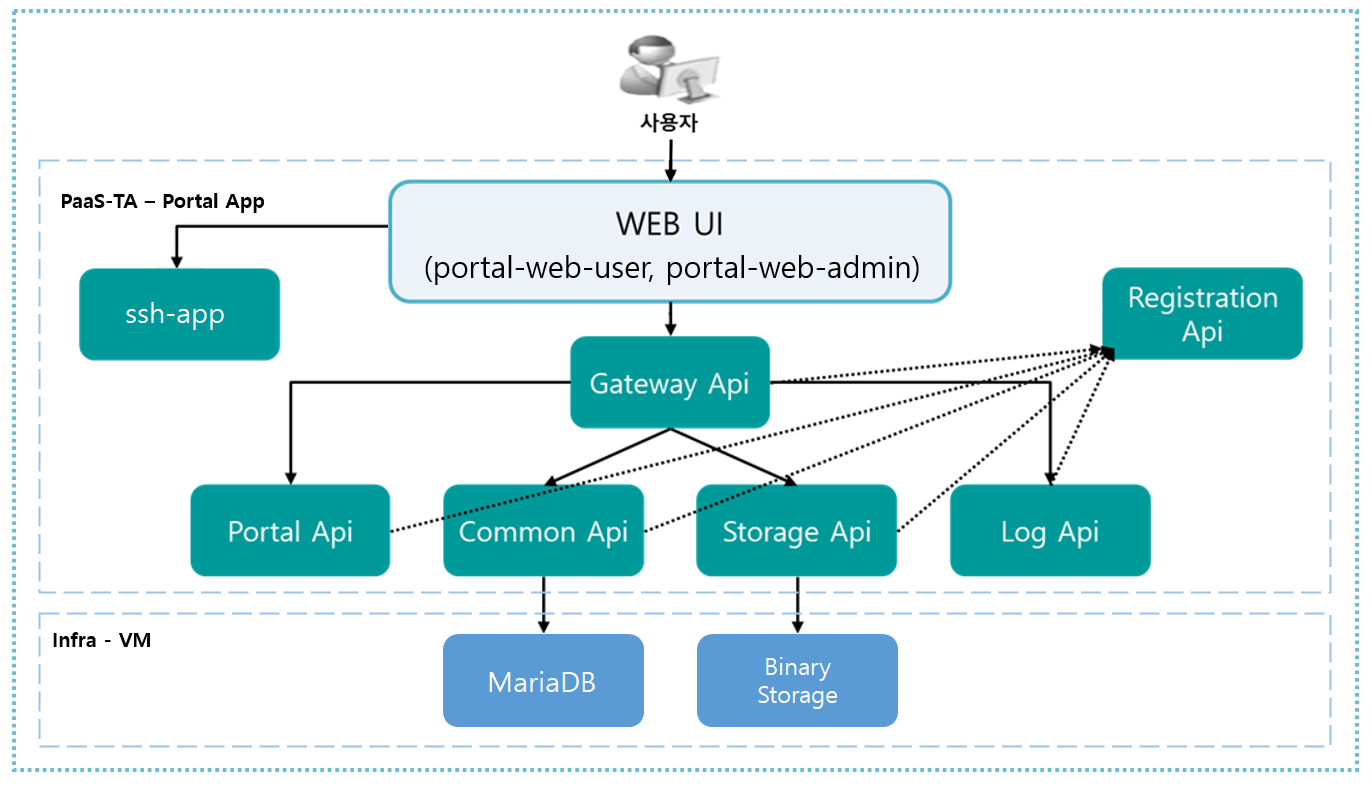 사용자
PaaS-TA – Portal App
WEB UI
(portal-web-user, portal-web-admin)
ssh-app
Registration
Api
Gateway Api
Portal Api
Common Api
Storage Api
Log Api
Infra - VM
MariaDB
Binary
Storage